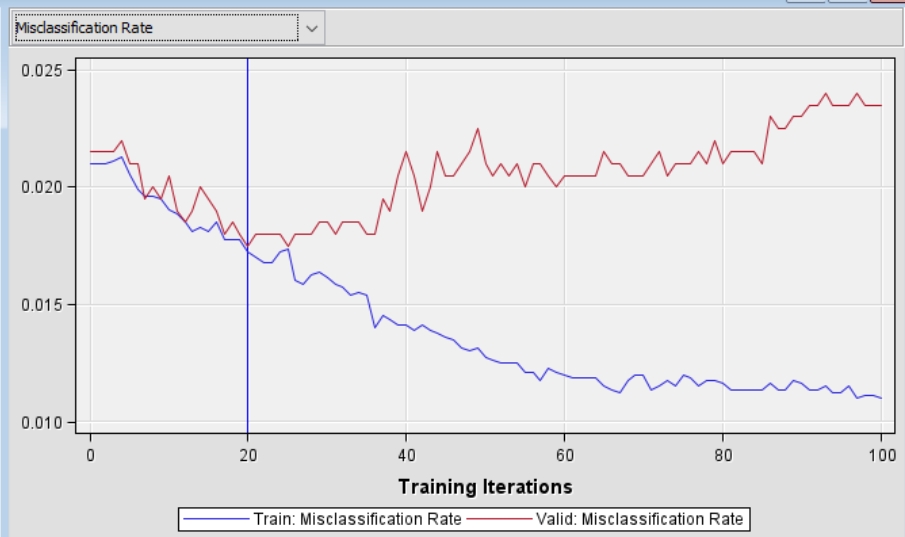 Misclassification Rate
0.025
0.020
0.015
0.010
0 20 40 60 80 100
Training Iterations
Train: Misclassification Rate Valid: Misclassification Rate